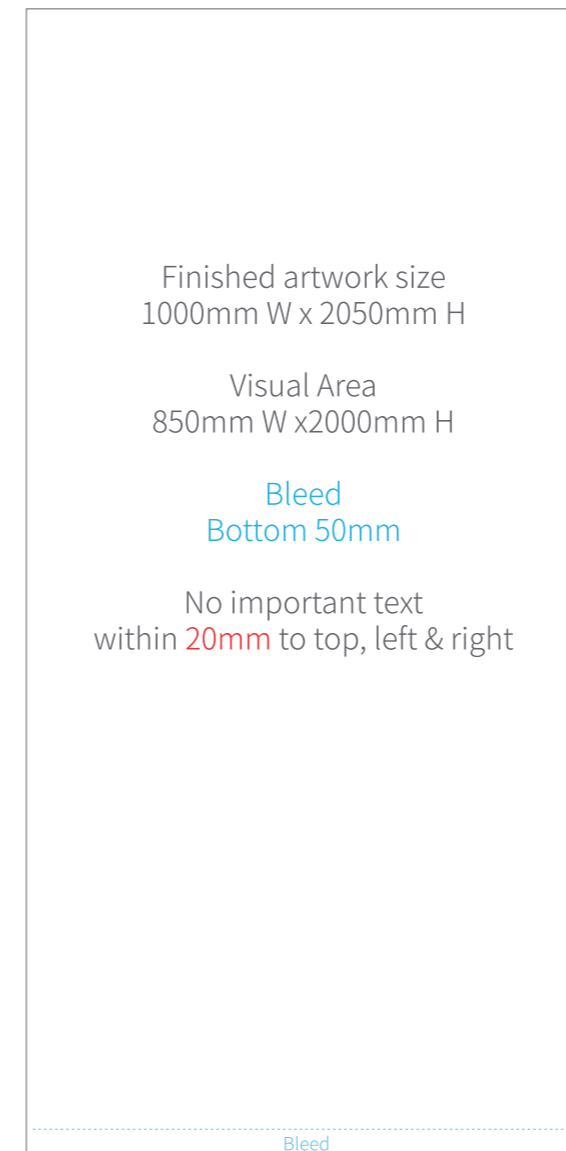 Finished artwork size
1000mm W x 2050mm H
Visual Area
850mm W x2000mm H
Bleed
Bottom 50mm
No important text
within 20mm to top, left & right
Bleed